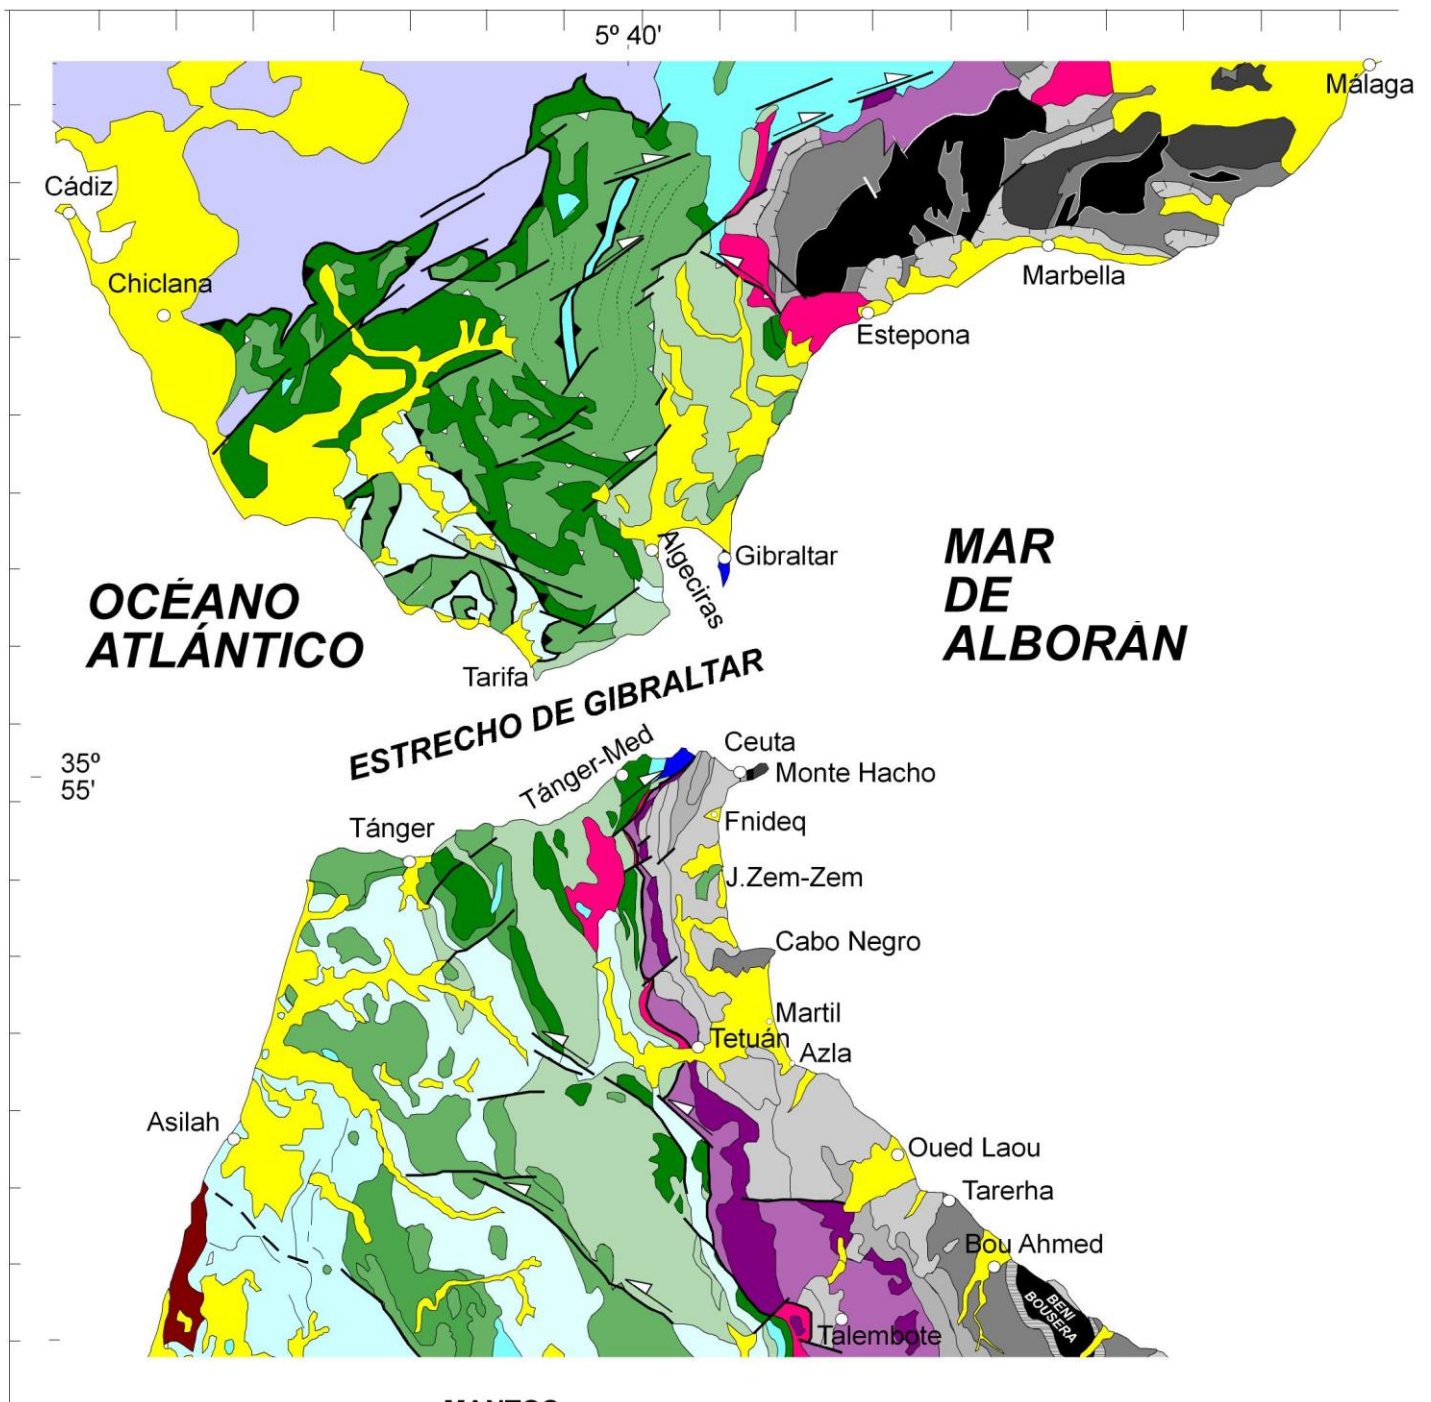 5º 40'
Málaga
Cádiz
Chiclana
Marbella
Estepona
Algeciras
Gibraltar
MAR
DE
ALBORÁN
OCÉANO
ATLÁNTICO
Tarifa
ESTRECHO DE GIBRALTAR
Tánger-Med
Ceuta
35º
55'
Monte Hacho
Tánger
Fnideq
J.Zem-Zem
Cabo Negro
Martil
Tetuán
Azla
Asilah
Oued Laou
Tarerha
Bou Ahmed
BENI
BOUSERA
Talembote
MANTOS